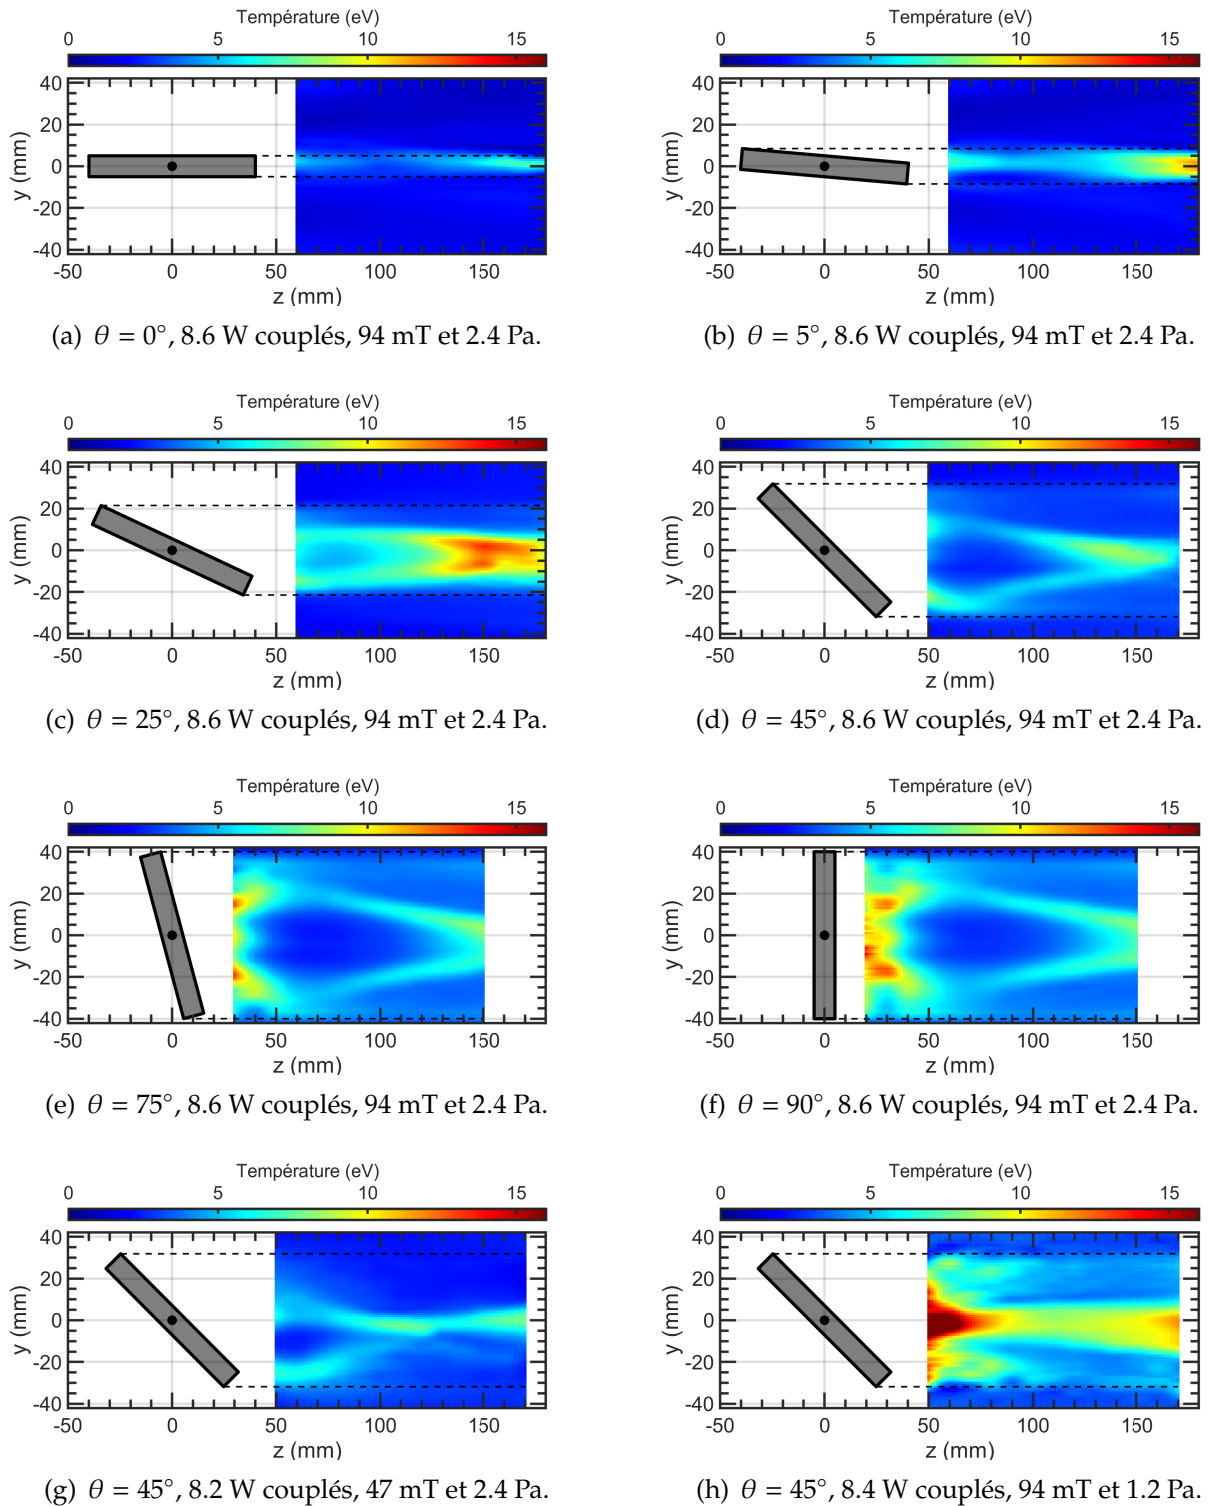 Température (eV)
0 5 10 15
40
20
0
-20
-40
y (mm)
-50 0 50 100 150
z (mm)
(a) θ = 0°, 8.6 W couplés, 94 mT et 2.4 Pa.
Température (eV)
0 5 10 15
40
20
0
-20
-40
y (mm)
-50 0 50 100 150
z (mm)
(b) θ = 5°, 8.6 W couplés, 94 mT et 2.4 Pa.
Température (eV)
0 5 10 15
40
20
0
-20
-40
y (mm)
-50 0 50 100 150
z (mm)
(c) θ = 25°, 8.6 W couplés, 94 mT et 2.4 Pa.
Température (eV)
0 5 10 15
40
20
0
-20
-40
y (mm)
-50 0 50 100 150
z (mm)
(d) θ = 45°, 8.6 W couplés, 94 mT et 2.4 Pa.
Température (eV)
0 5 10 15
40
20
0
-20
-40
y (mm)
-50 0 50 100 150
z (mm)
(e) θ = 75°, 8.6 W couplés, 94 mT et 2.4 Pa.
Température (eV)
0 5 10 15
40
20
0
-20
-40
y (mm)
-50 0 50 100 150
z (mm)
(f) θ = 90°, 8.6 W couplés, 94 mT et 2.4 Pa.
Température (eV)
0 5 10 15
40
20
0
-20
-40
y (mm)
-50 0 50 100 150
z (mm)
(g) θ = 45°, 8.2 W couplés, 47 mT et 2.4 Pa.
Température (eV)
0 5 10 15
40
20
0
-20
-40
y (mm)
-50 0 50 100 150
z (mm)
(h) θ = 45°, 8.4 W couplés, 94 mT et 1.2 Pa.